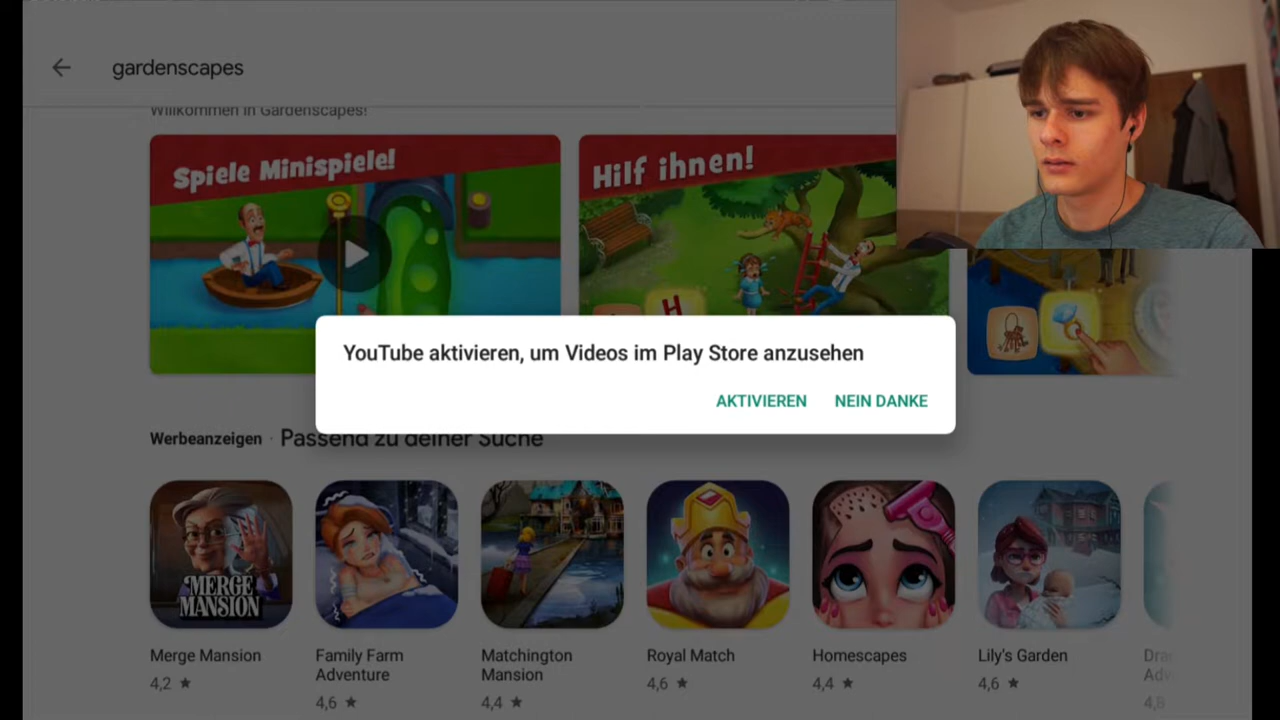 gardenscapes
Willkommen in Gardenscapes!
Spiele Minispiele!
Hilf ihnen!
H
YouTube aktivieren, um Videos im Play Store anzusehen
AKTIVIEREN NEIN DANKE
Werbeanzeigen · Passend zu deiner Suche
MERGE
MANSION
Merge Mansion
4,2 ★
Family Farm
Adventure
4,6 ★
Matchington
Mansion
4,4 ★
Royal Match
4,6 ★
Homescapes
4,4 ★
Lily's Garden
4,6 ★
4,8